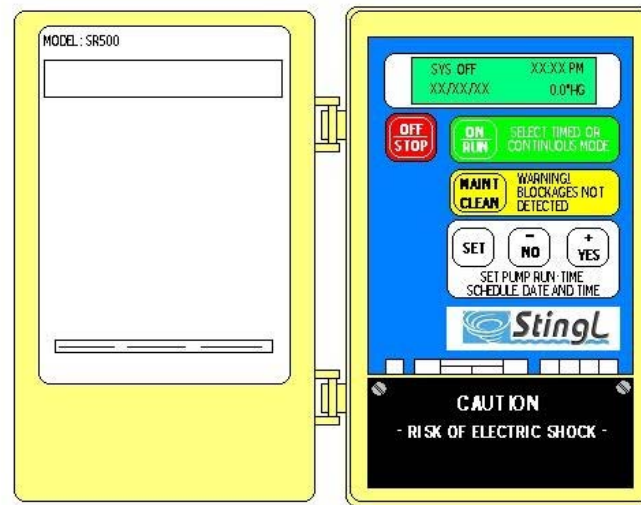 MODEL: SR500
SYS OFF XX:XX PM
XX/XX/XX 0.0"HG
OFF
STOP
ON
RUN
SELECT TIMED OR
CONTINUOUS MODE
MAINT
CLEAN
WARNING!
BLOCKAGES NOT
DETECTED
SET
-
NO
+
YES
SET PUMP RUN-TIME
SCHEDULE, DATE AND TIME
StingL
CAUTION
- RISK OF ELECTRIC SHOCK -